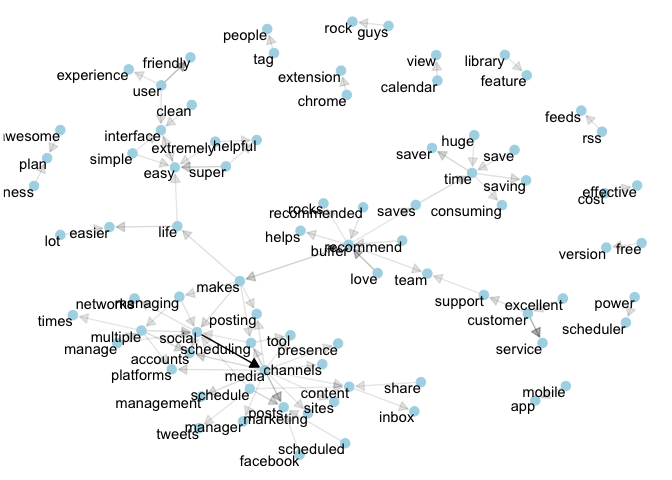 rock guys
people
tag
view
calendar
library
feature
friendly
experience
user
extension
chrome
clean
feeds
rss
interface
extremely helpful
simple
easy super
awesome
plan
ness
huge
saver
save
time
saving
consuming
effective
cost
rocks
recommended
saves
helps
buffer
recommend
lot easier
life
version free
love
team
makes
support
excellent
customer
service
power
scheduler
networks
managing
times
posting
multiple
social
manage
scheduling
tool
presence
accounts
platforms
media
channels
schedule
management
content
share
posts
sites
marketing
inbox
tweets
manager
mobile
app
scheduled
facebook